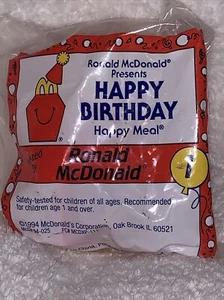 Ronald McDonald®
Presents
HAPPY
BIRTHDAY
Happy Meal®
Ronald
McDonald®
1
Safety-tested for children of all ages. Recommended
for children age 1 and over.
©1994 McDonald's Corporation, Oak Brook, IL 60521